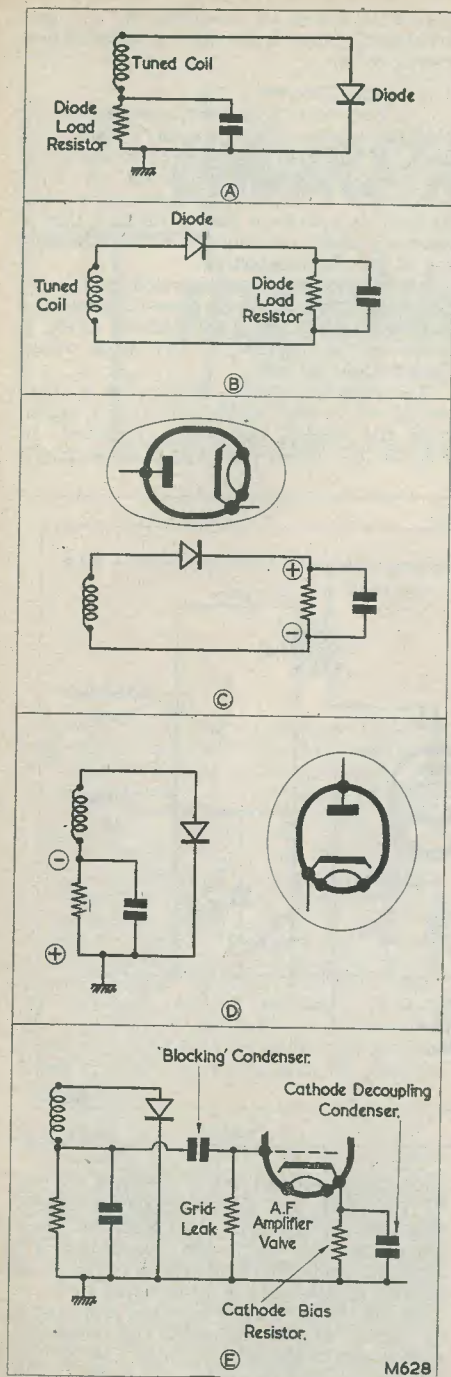 Tuned Coil
Diode
Load
Resistor
Diode
A
Diode
Tuned
Coil
Diode
Load
Resistor
B
+
−
C
−
+
D
'Blocking' Condenser.
Cathode Decoupling
Condenser.
Grid
Leak
A.F
Amplifier
Valve
Cathode Bias
Resistor.
E
M628